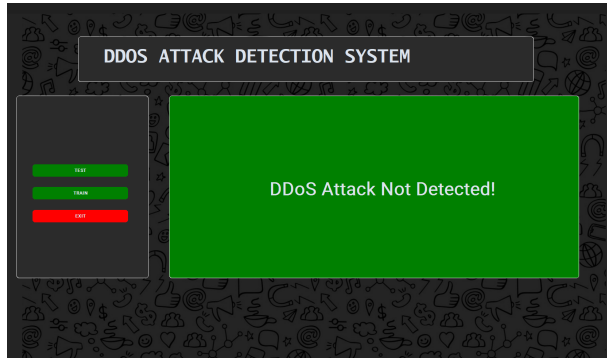 DDOS ATTACK DETECTION SYSTEM
TEST
TRAIN
EXIT
DDoS Attack Not Detected!